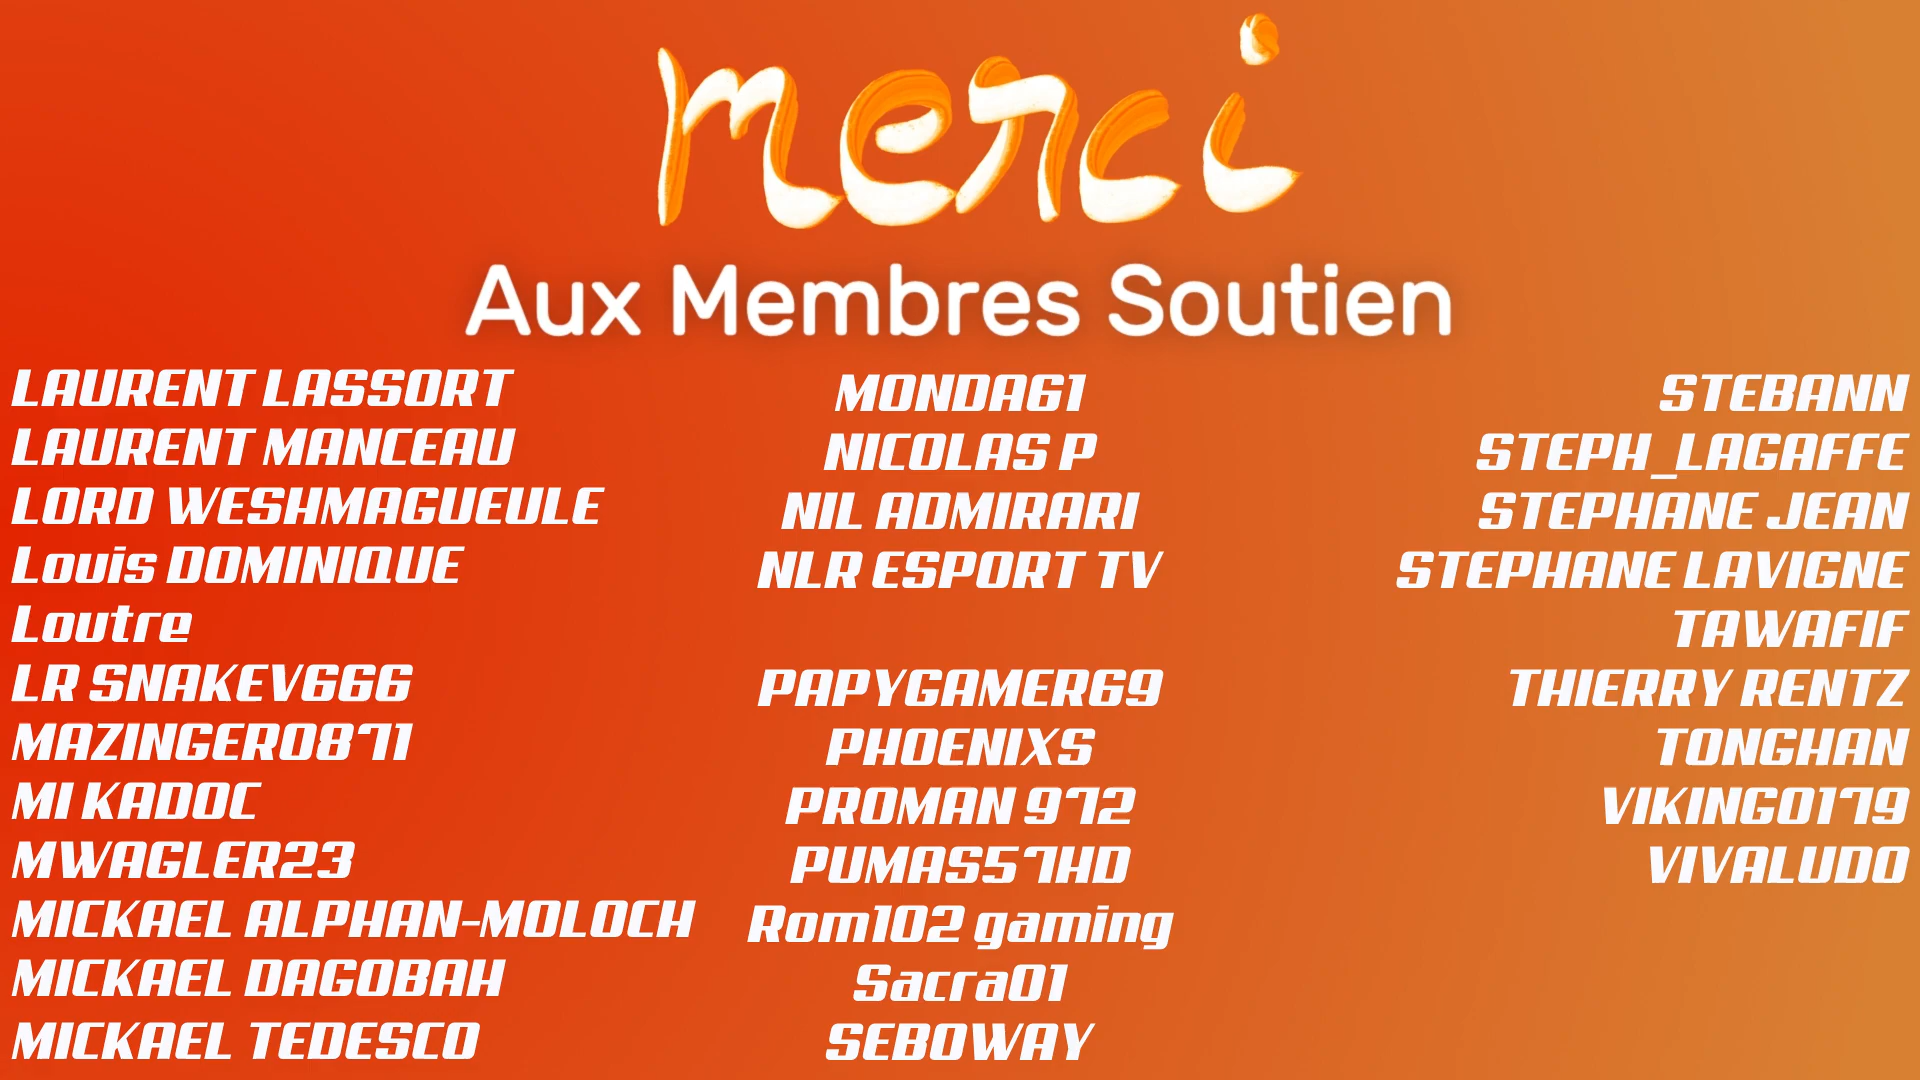 merci
Aux Membres Soutien
LAURENT LASSORT
LAURENT MANCEAU
LORD WESHMAGUEULE
Louis DOMINIQUE
Loutre
LR SNAKEV666
MAZINGER0871
MI KADOC
MWAGLER23
MICKAEL ALPHAN-MOLOCH
MICKAEL DAGOBAH
MICKAEL TEDESCO
MONDA61
NICOLAS P
NIL ADMIRARI
NLR ESPORT TV
PAPYGAMER69
PHOENIXS
PROMAN 972
PUMAS57HD
Rom102 gaming
Sacra01
SEBOWAY
STEBANN
STEPH_LAGAFFE
STEPHANE JEAN
STEPHANE LAVIGNE
TAWAFIF
THIERRY RENTZ
TONGHAN
VIKING0179
VIVALUDO